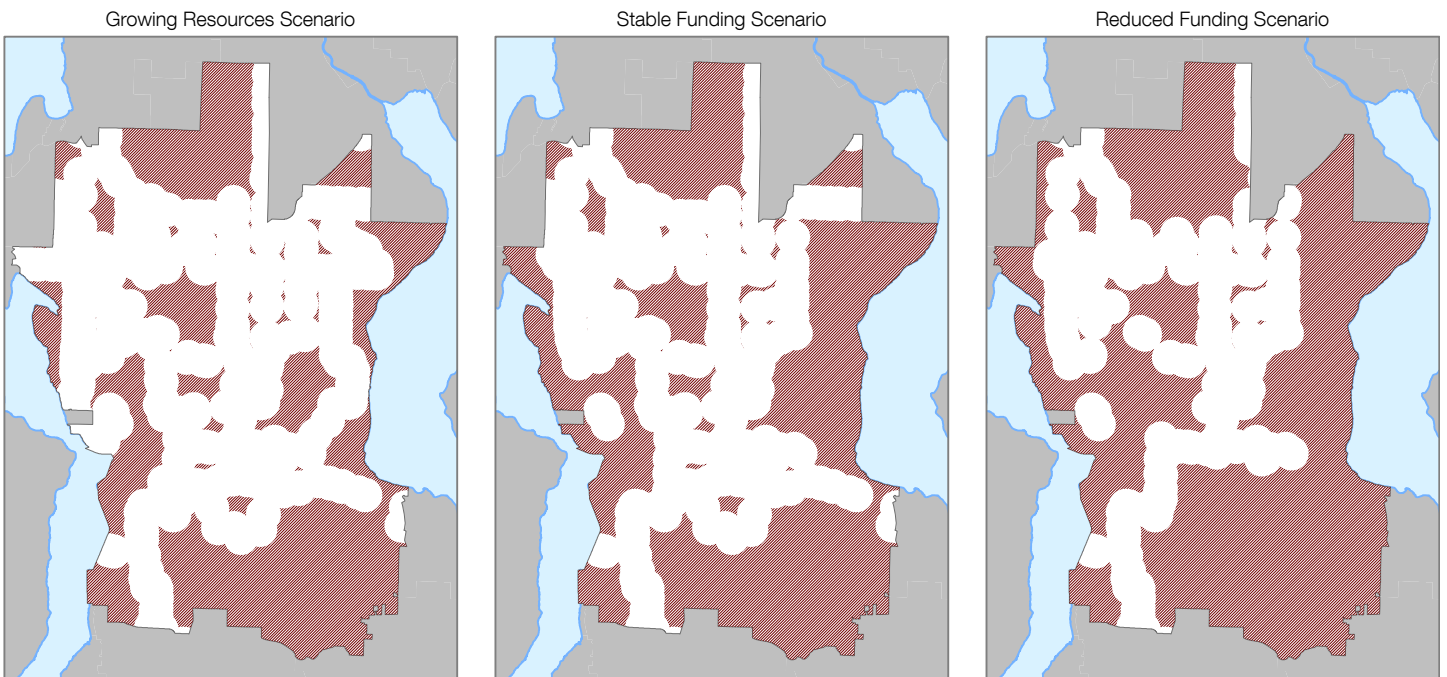 Growing Resources Scenario
Stable Funding Scenario
Reduced Funding Scenario